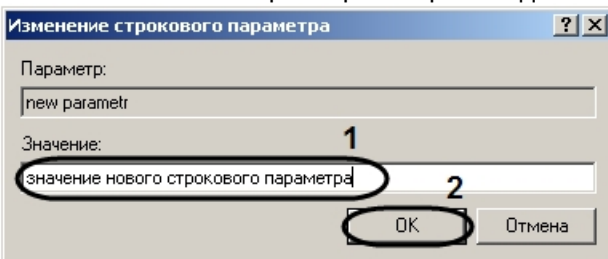 Изменение строкового параметра
Параметр:
new parametr
Значение:
1
значение нового строкового параметра
2
OK
Отмена